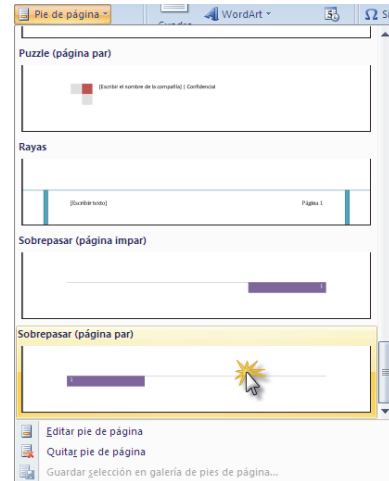 Pie de página
WordArt
Puzzle (página par)
[Escribir el nombre de la compañía] | Confidencial
Rayas
[Escribir texto]
Página 1
Sobrepasar (página impar)
1
Sobrepasar (página par)
1
Editar pie de página
Quitar pie de página
Guardar selección en galería de pies de página...